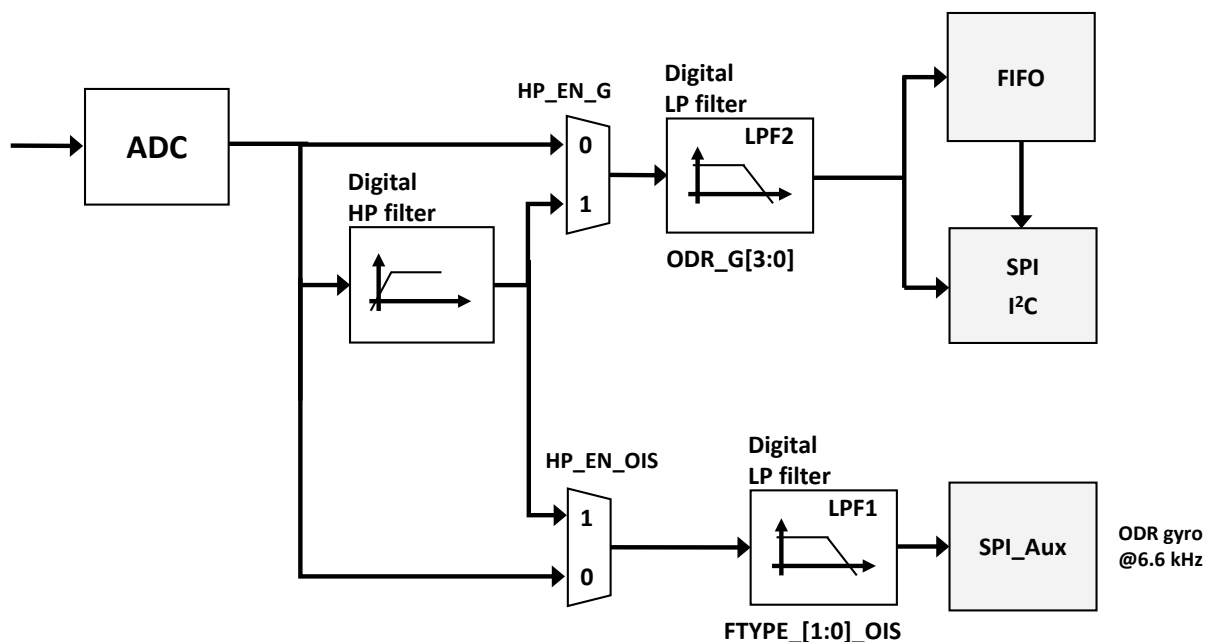 ADC
Digital
HP filter
HP_EN_G
0
1
Digital
LP filter
LPF2
ODR_G[3:0]
FIFO
SPI
I²C
HP_EN_OIS
1
0
Digital
LP filter
LPF1
FTYPE_[1:0]_OIS
SPI_Aux
ODR gyro
@6.6 kHz